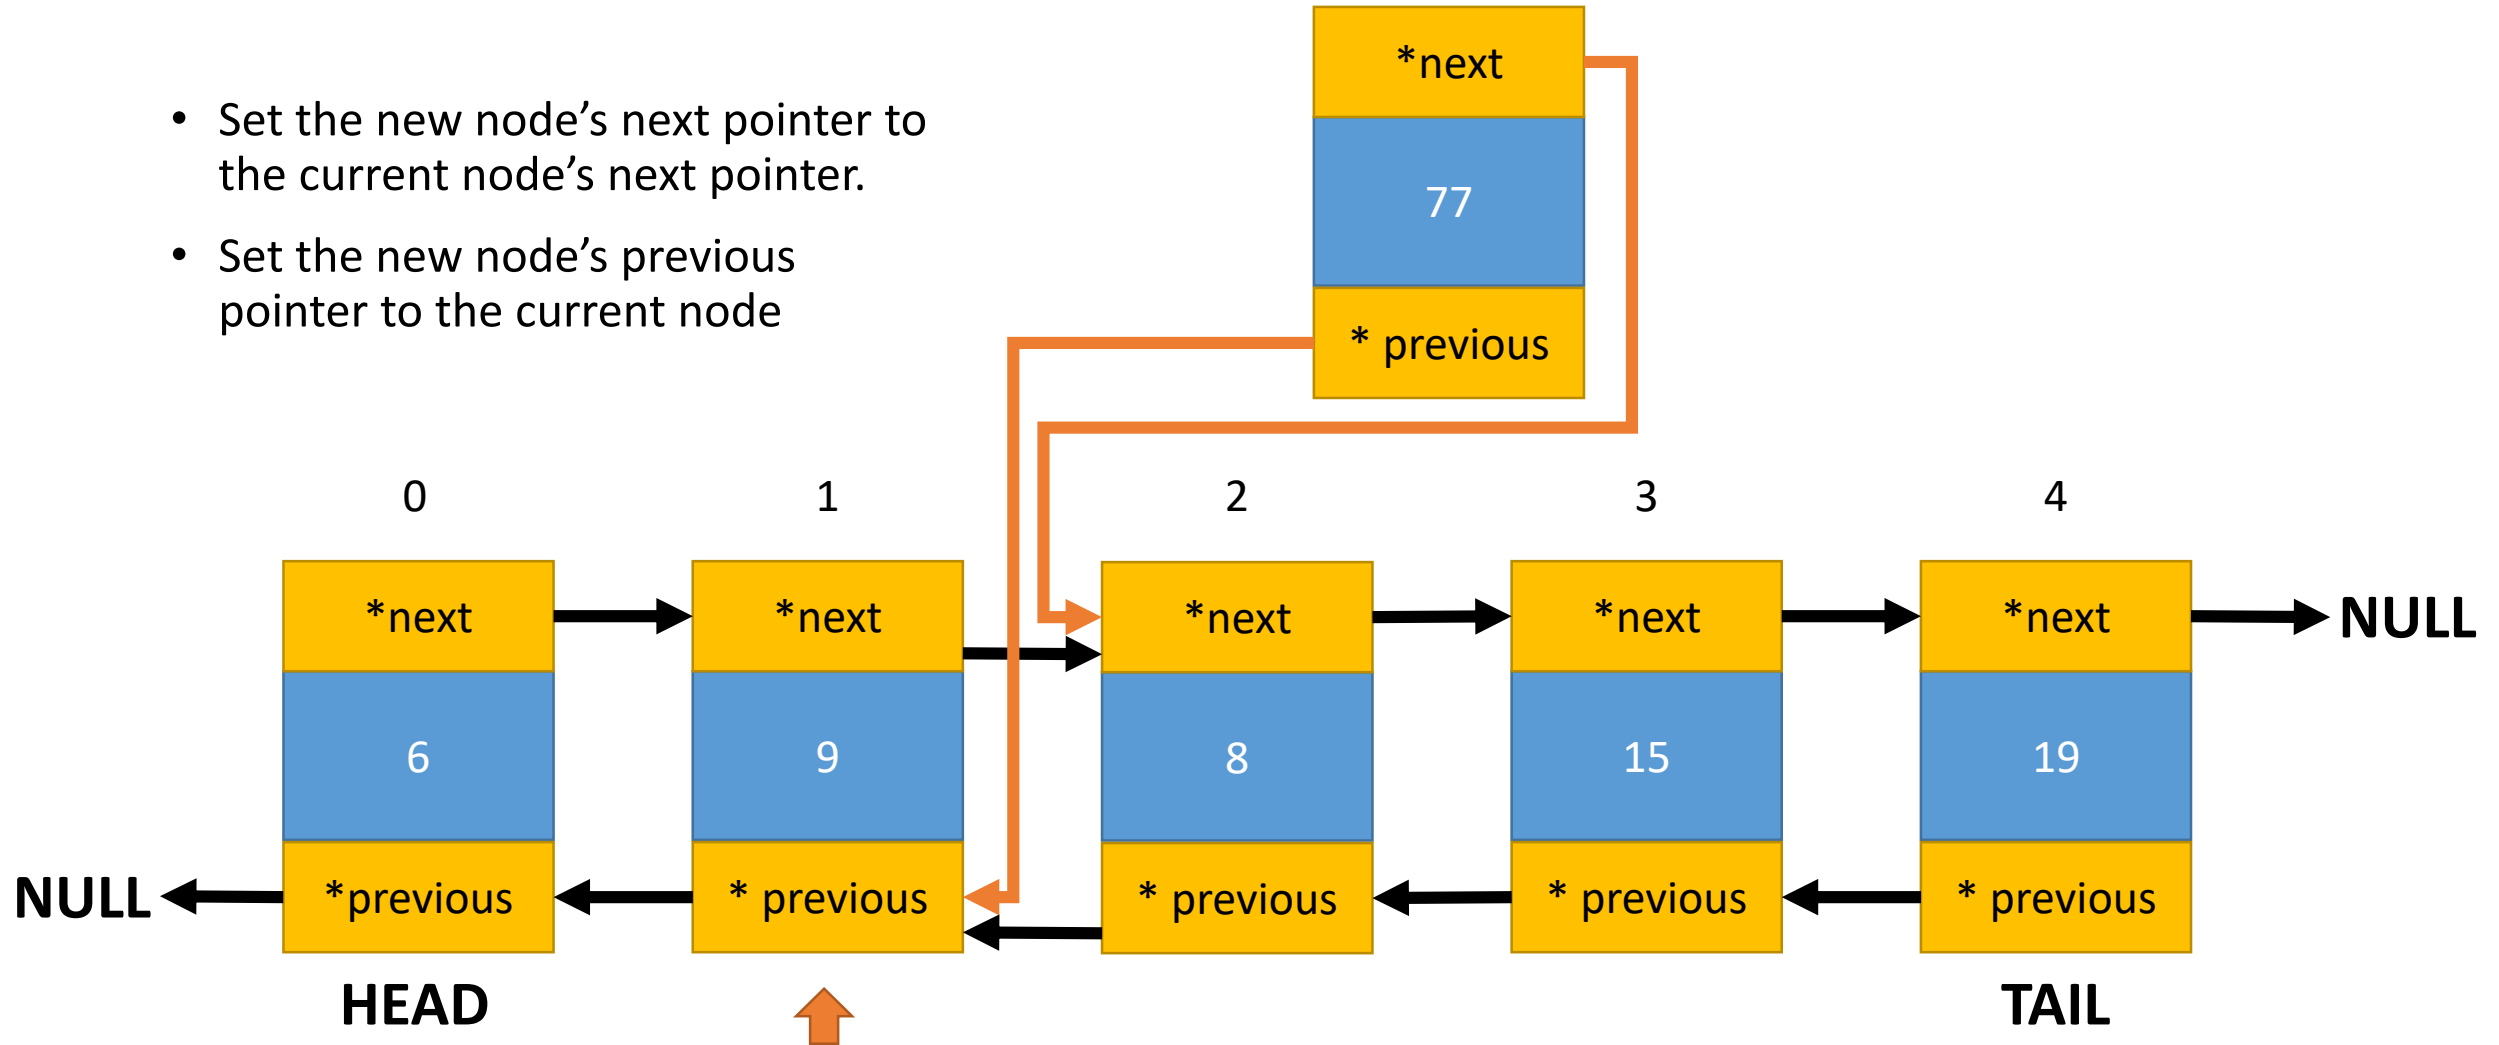 *next
77
* previous
• Set the new node’s next pointer to
the current node’s next pointer.
• Set the new node’s previous
pointer to the current node
0 1 2 3 4
*next *next *next *next *next NULL
6 9 8 15 19
NULL *previous * previous * previous * previous * previous
HEAD TAIL